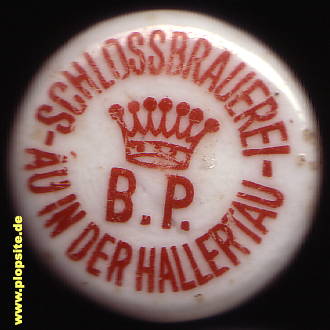 -SCHLOSSBRAUEREI-
AU IN DER HALLERTAU
B.P.
www.plopsite.de